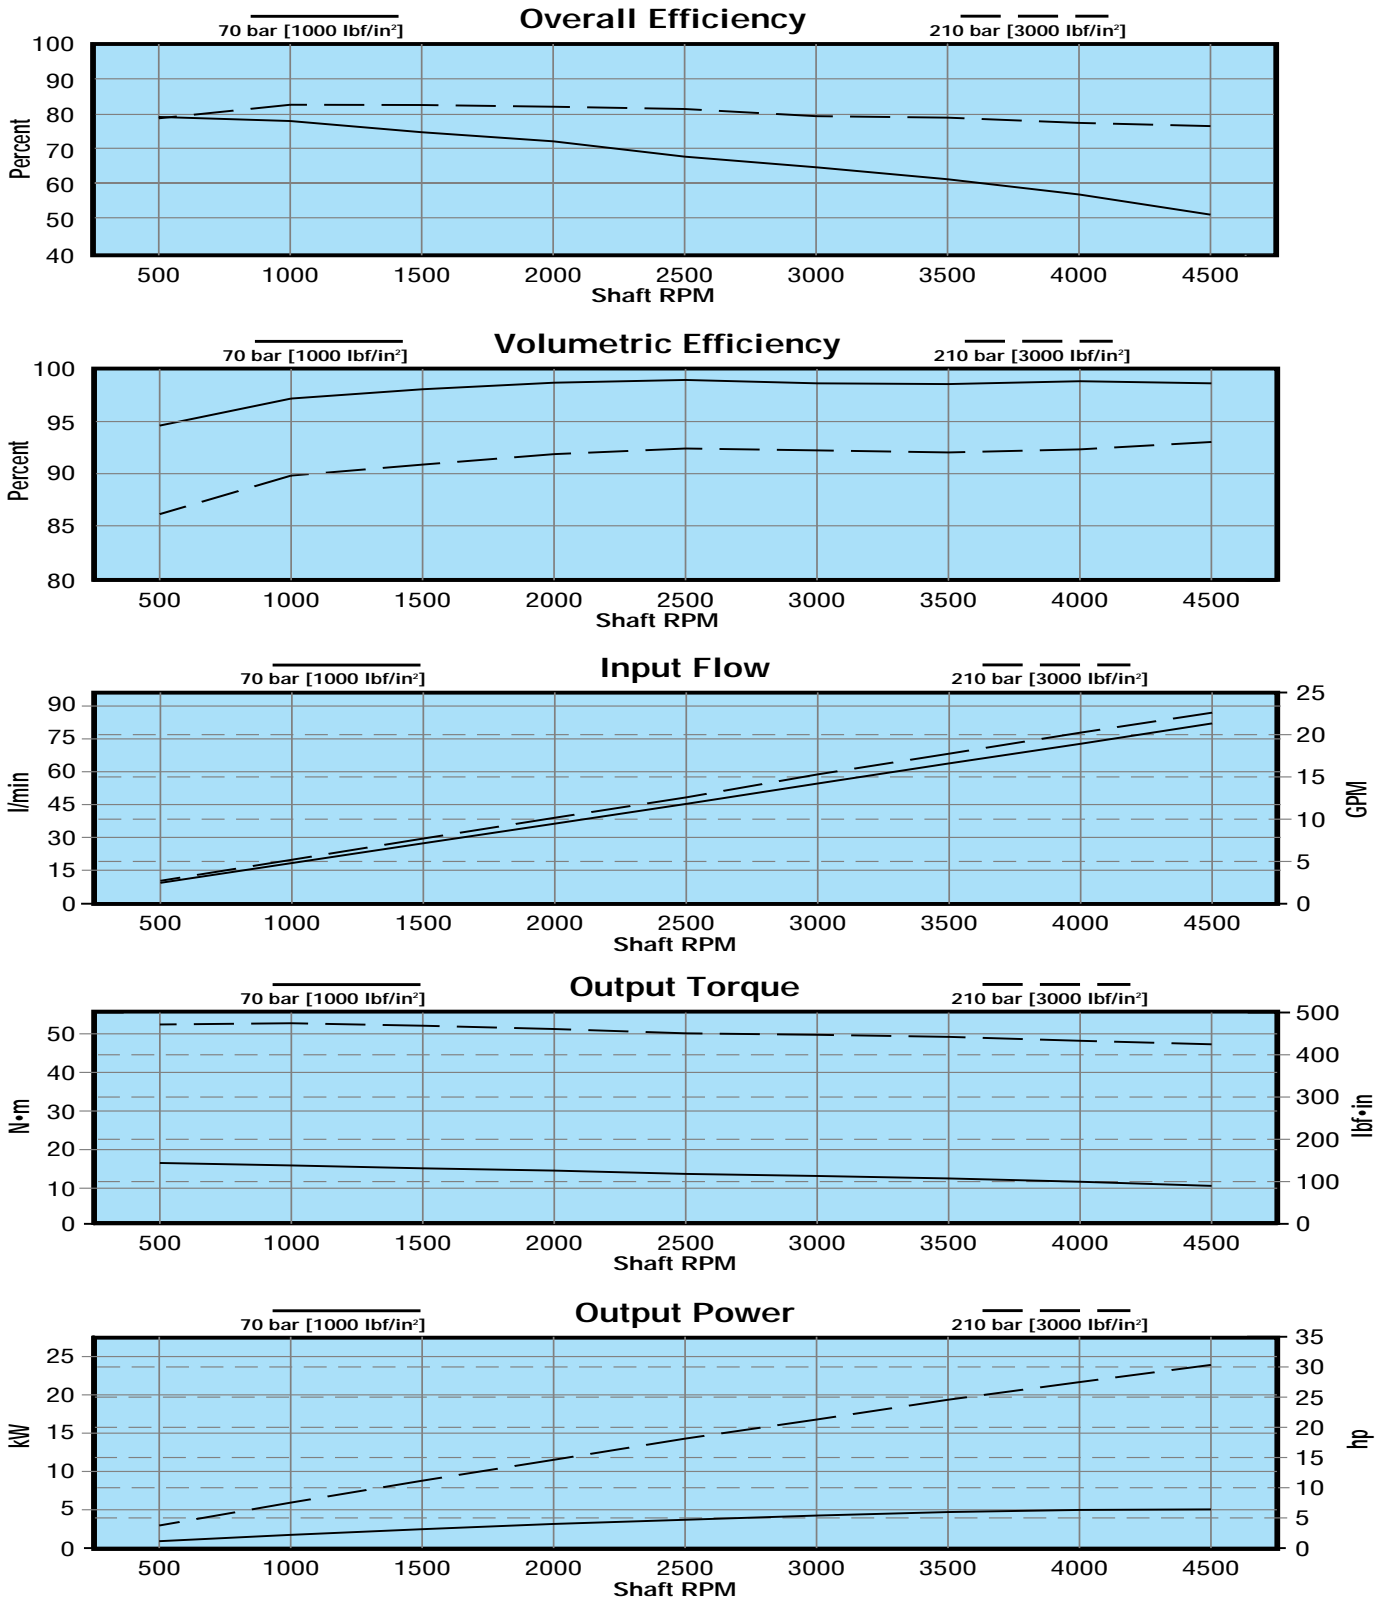 Overall Efficiency
70 bar [1000 lbf/in²]
210 bar [3000 lbf/in²]
100
90
80
70
60
50
40
Percent
500 1000 1500 2000 2500 3000 3500 4000 4500
Shaft RPM
Volumetric Efficiency
70 bar [1000 lbf/in²]
210 bar [3000 lbf/in²]
100
95
90
85
80
Percent
500 1000 1500 2000 2500 3000 3500 4000 4500
Shaft RPM
Input Flow
70 bar [1000 lbf/in²]
210 bar [3000 lbf/in²]
90
75
60
45
30
15
0
l/min
25
20
15
10
5
0
GPM
500 1000 1500 2000 2500 3000 3500 4000 4500
Shaft RPM
Output Torque
70 bar [1000 lbf/in²]
210 bar [3000 lbf/in²]
50
40
30
20
10
0
N•m
500
400
300
200
100
0
lbf•in
500 1000 1500 2000 2500 3000 3500 4000 4500
Shaft RPM
Output Power
70 bar [1000 lbf/in²]
210 bar [3000 lbf/in²]
25
20
15
10
5
0
kW
35
30
25
20
15
10
5
0
hp
500 1000 1500 2000 2500 3000 3500 4000 4500
Shaft RPM